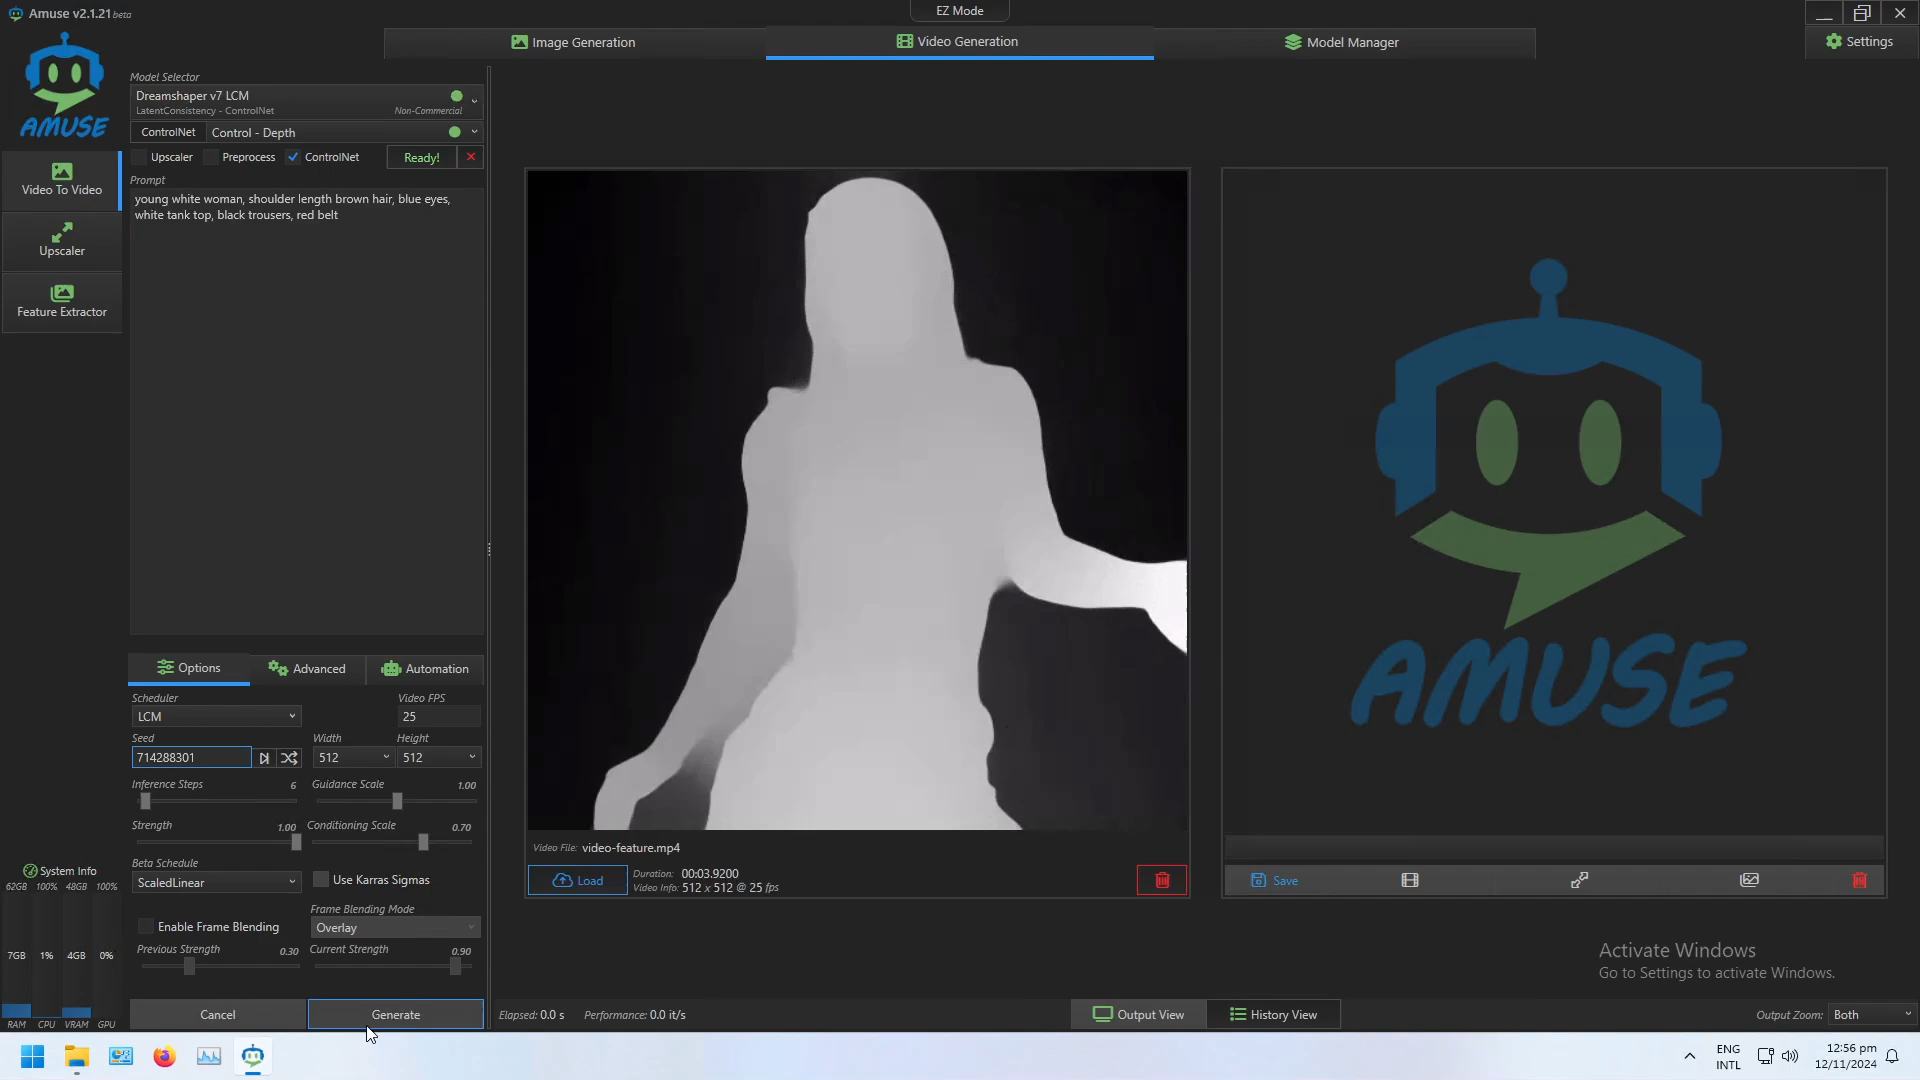 Amuse v2.1.21 beta
EZ Mode
Image Generation
Video Generation
Model Manager
Settings
AMUSE
Video To Video
Upscaler
Feature Extractor
Model Selector
Dreamshaper v7 LCM
LatentConsistency - ControlNet
Non-Commercial
ControlNet
Control - Depth
Upscaler
Preprocess
ControlNet
Ready!
Prompt
young white woman, shoulder length brown hair, blue eyes,
white tank top, black trousers, red belt
Options
Advanced
Automation
Scheduler
Video FPS
LCM
25
Seed
Width
Height
714288301
512
512
Inference Steps
6
Guidance Scale
1.00
Strength
1.00
Conditioning Scale
0.70
Beta Schedule
ScaledLinear
Use Karras Sigmas
Frame Blending Mode
Enable Frame Blending
Overlay
Previous Strength
0.30
Current Strength
0.90
Cancel
Generate
System Info
62GB 100% 48GB 100%
7GB 1% 4GB 0%
RAM CPU VRAM GPU
Video File: video-feature.mp4
Load
Duration: 00:03.9200
Video Info: 512 x 512 @ 25 fps
AMUSE
Save
Activate Windows
Go to Settings to activate Windows.
Elapsed: 0.0 s
Performance: 0.0 it/s
Output View
History View
Output Zoom:
Both
ENG
INTL
12:56 pm
12/11/2024